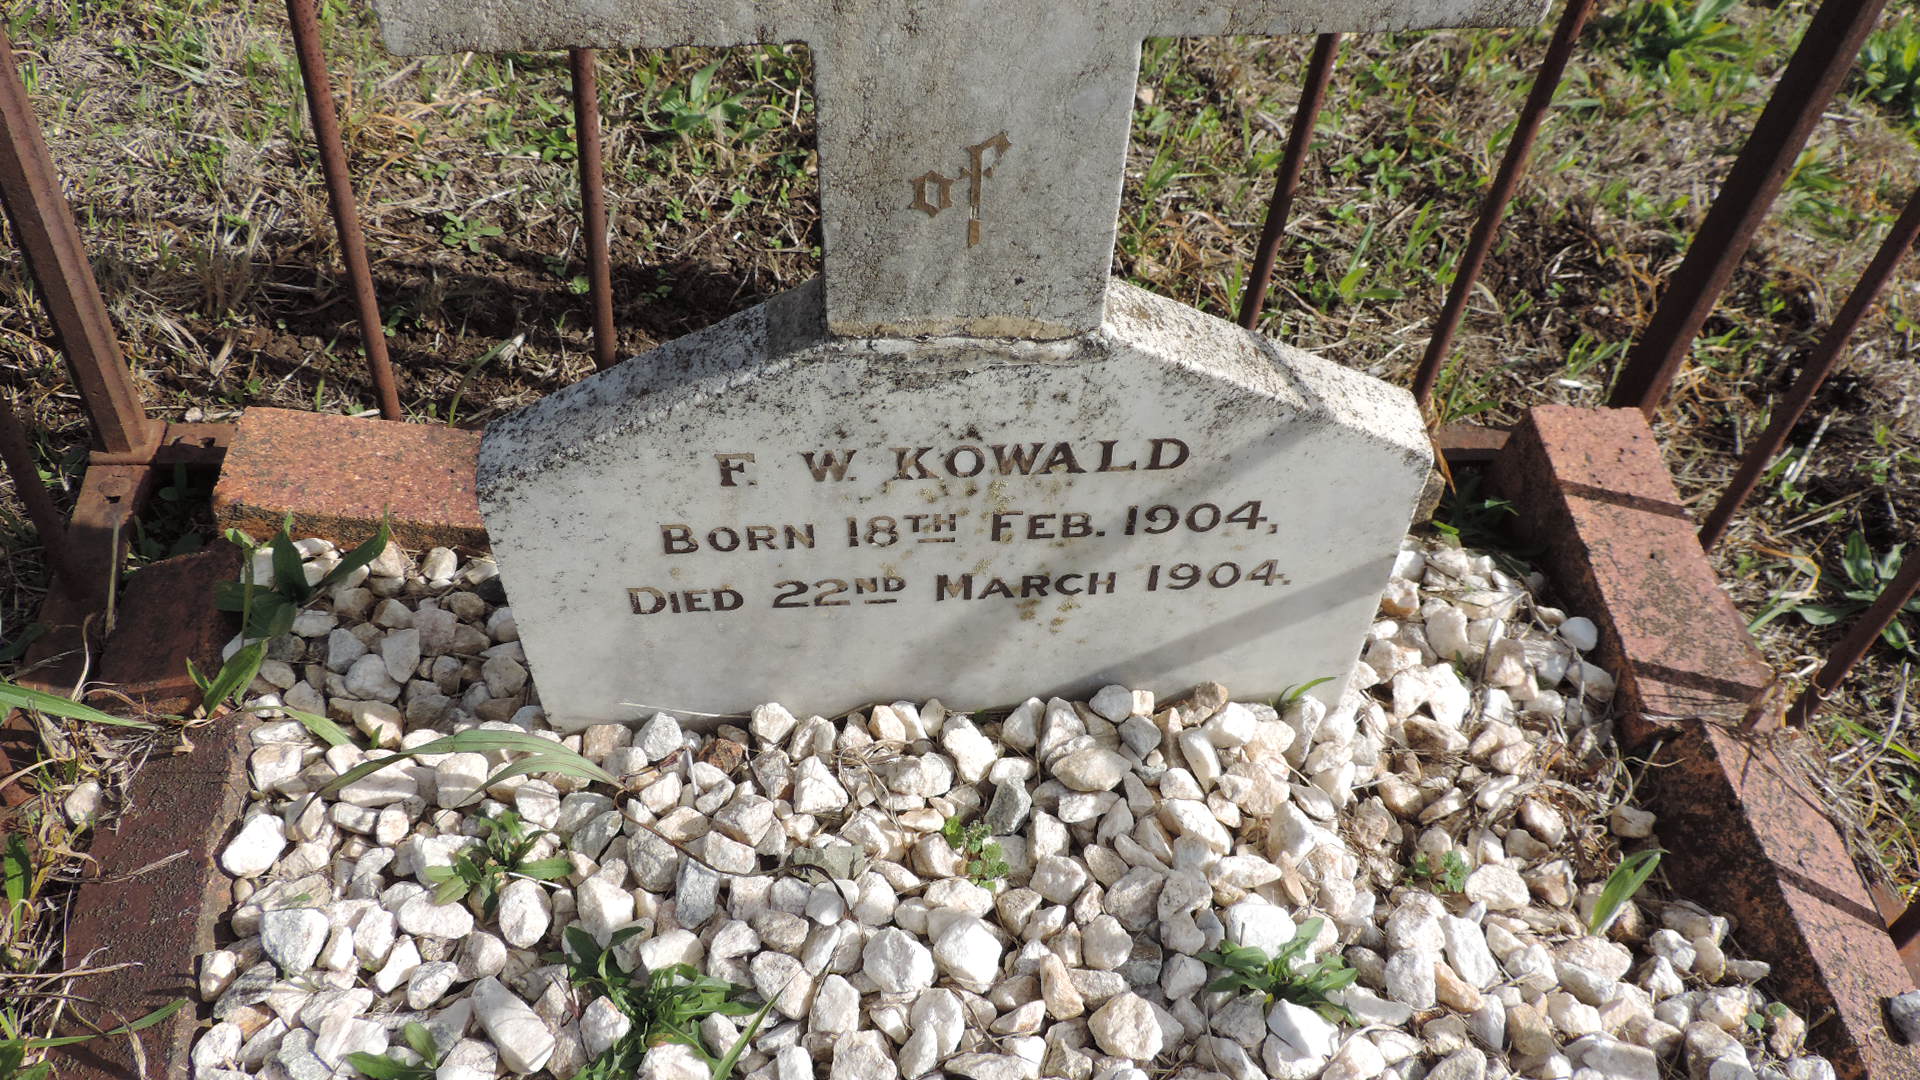 of
F. W. KOWALD
BORN 18TH FEB. 1904,
DIED 22ND MARCH 1904.